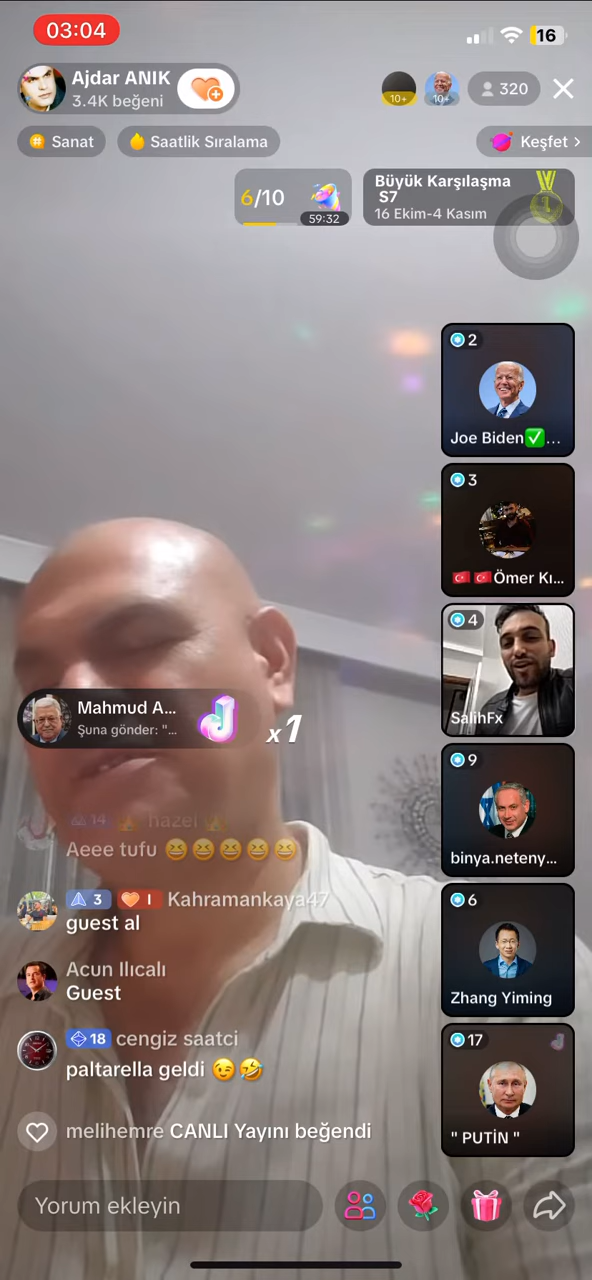 03:04
16
Ajdar ANIK
3.4K beğeni
10+
10+
320
Sanat
Saatlik Sıralama
Keşfet >
6/10
59:32
Büyük Karşılaşma
S7
16 Ekim-4 Kasım
1
2
Joe Biden✅...
3
🇹🇷🇹🇷Ömer Kı...
4
SalihFx
9
binya.neteny...
6
Zhang Yiming
17
" PUTİN "
Mahmud A...
Şuna gönder: "...
x1
14 hazel
Aeee tufu 😆😆😆😆😆
3 I Kahramankaya47
guest al
Acun Ilıcalı
Guest
18 cengiz saatci
paltarella geldi 😉🤣
melihemre CANLI Yayını beğendi
Yorum ekleyin